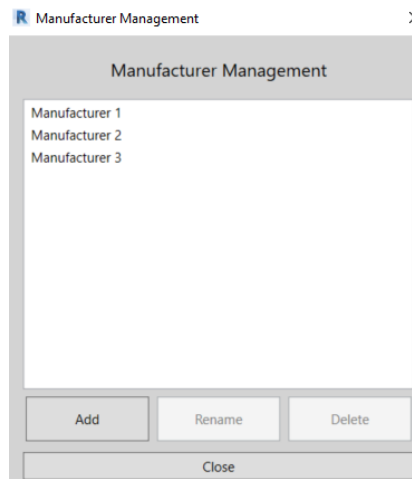 R Manufacturer Management
Manufacturer Management
Manufacturer 1
Manufacturer 2
Manufacturer 3
Add Rename Delete
Close